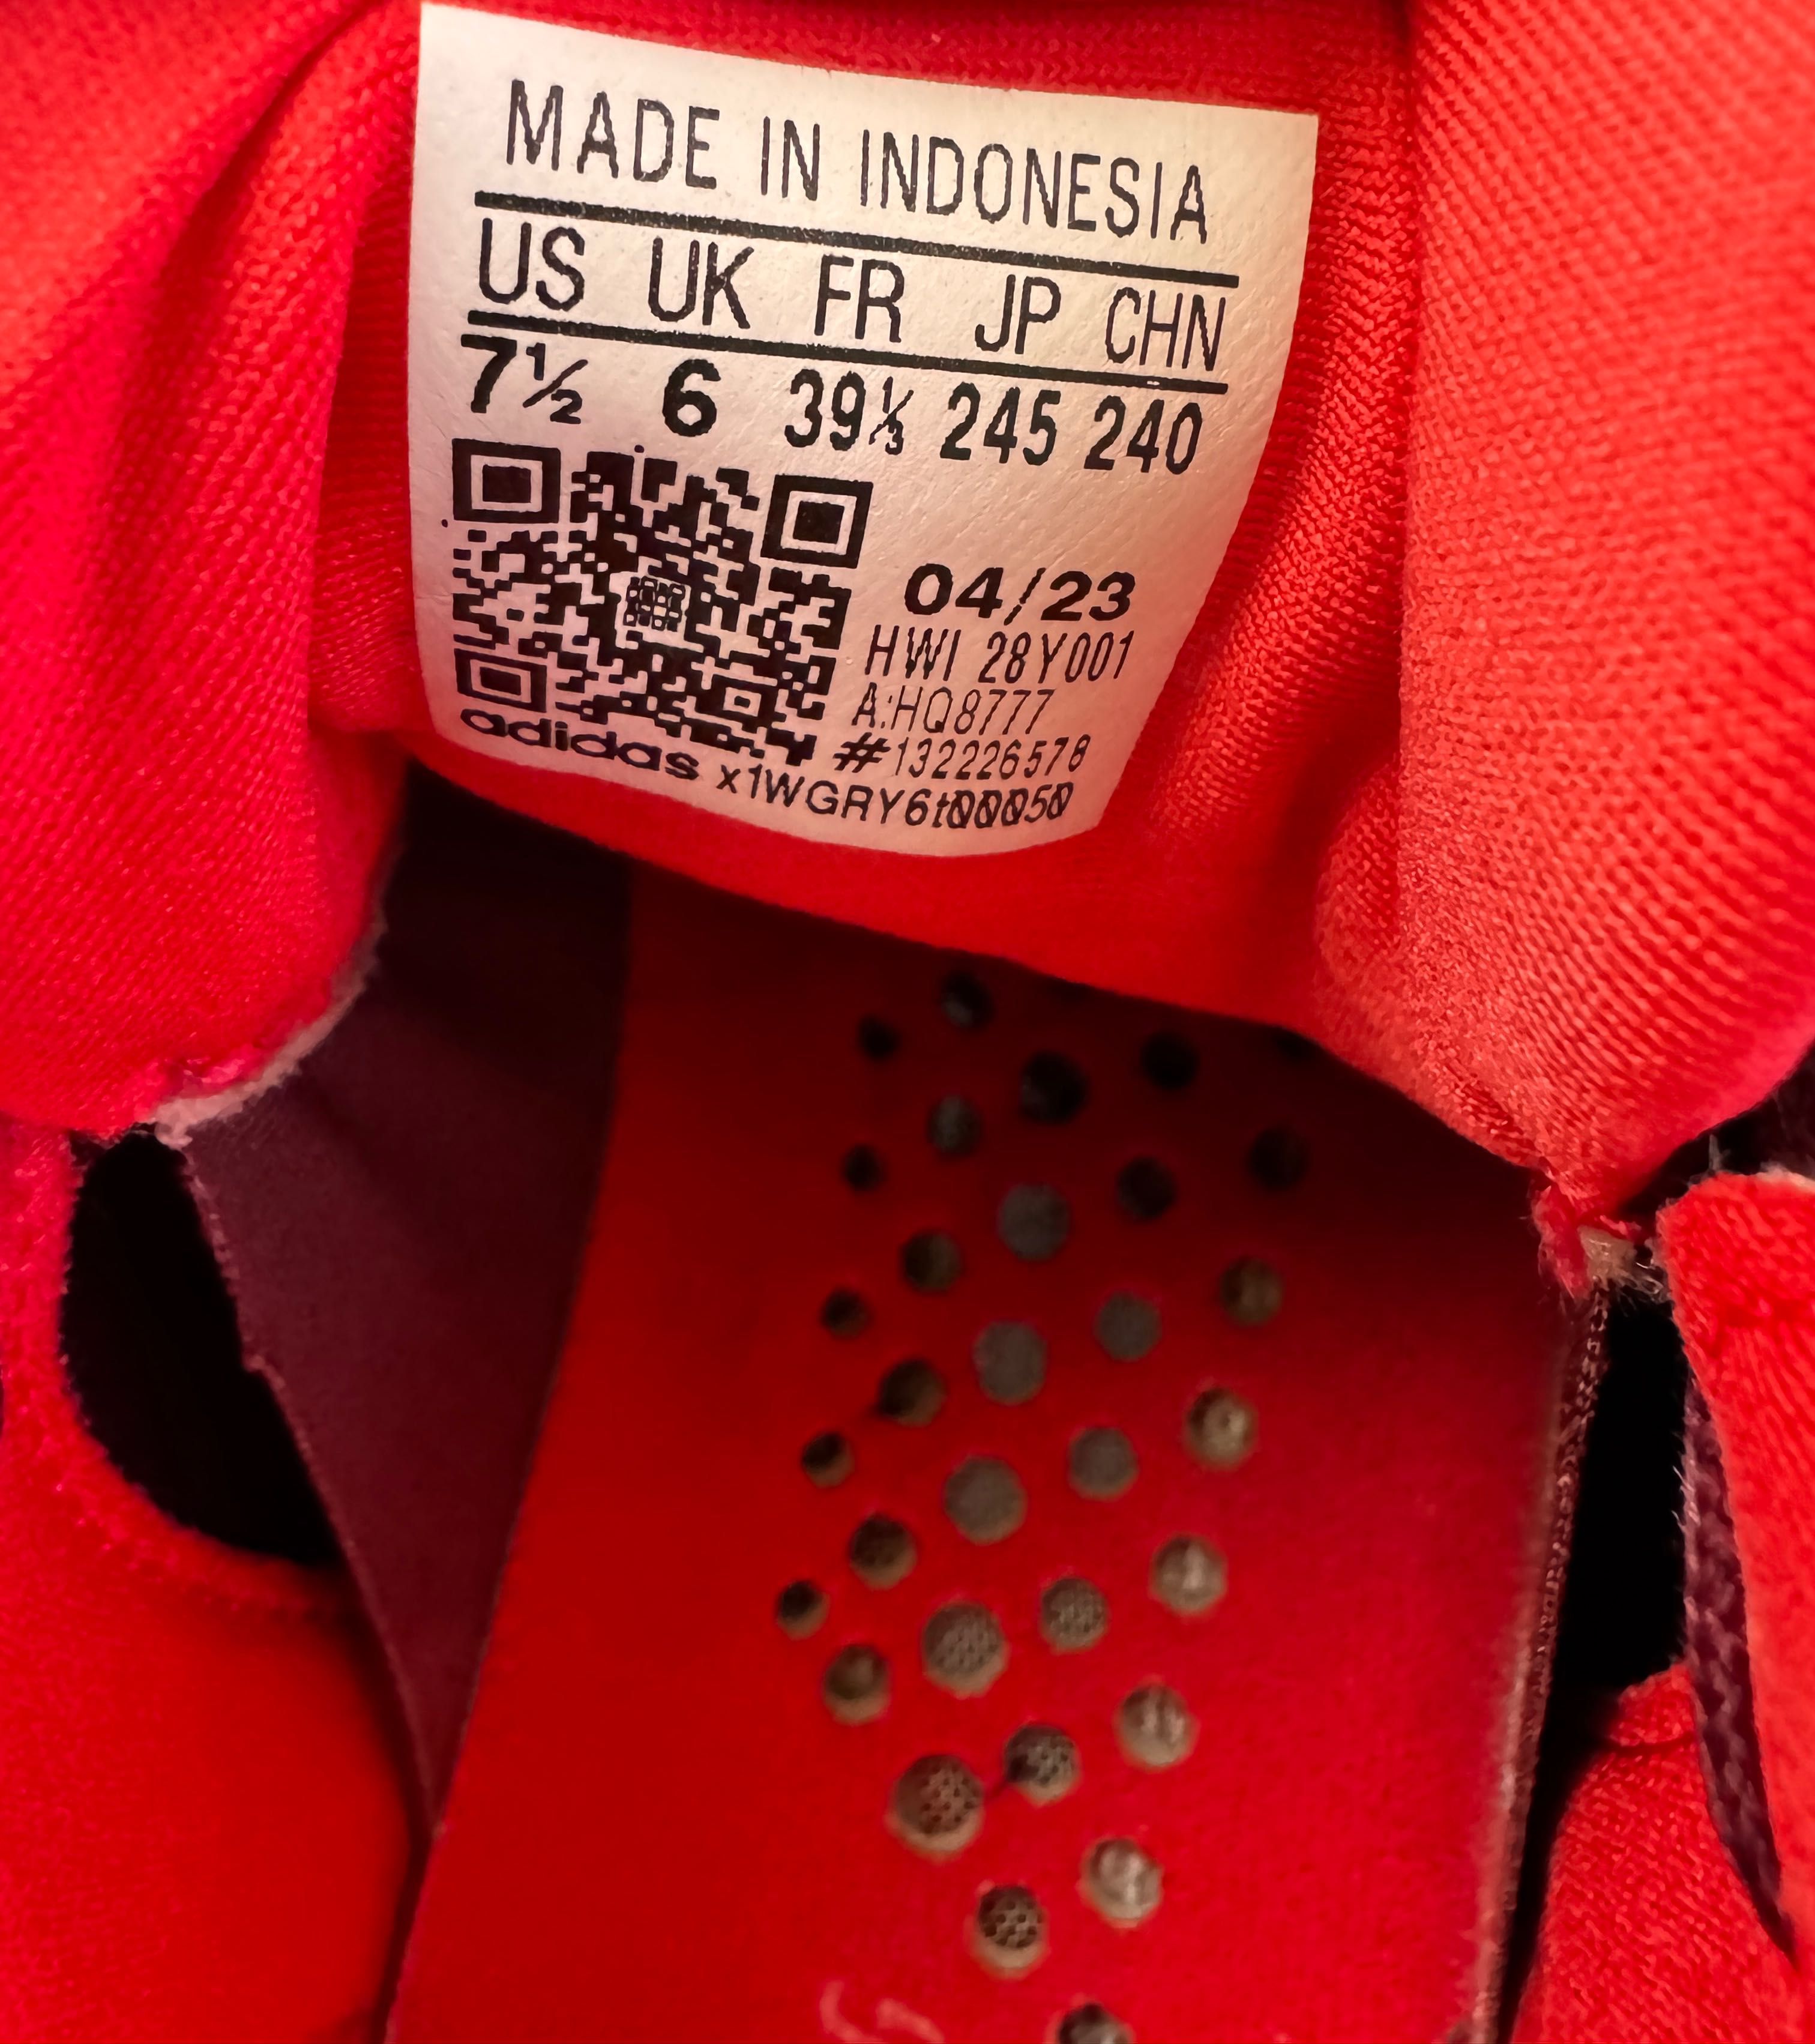 MADE IN INDONESIA
US UK FR JP CHN
7½ 6 39⅓ 245 240
04/23
HWI 28Y001
A:HQ8777
#132226578
adidas x1WGRY6t00050